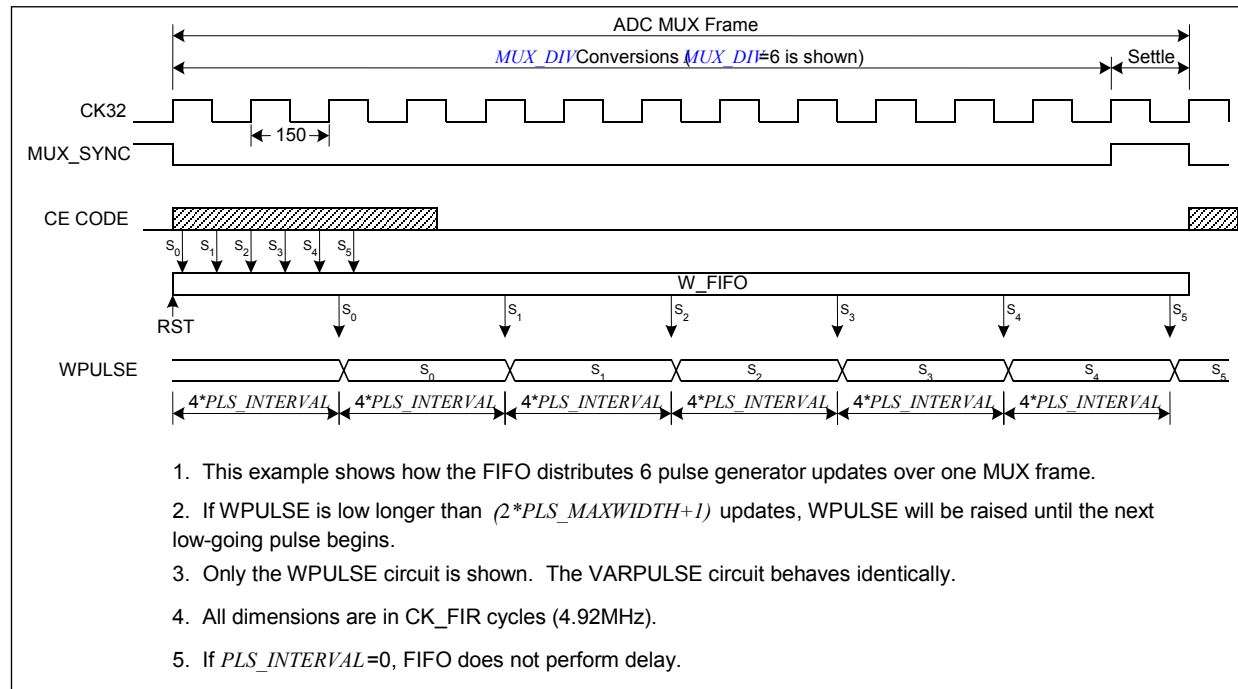 ADC MUX Frame
MUX_DIV Conversions (MUX_DIV=6 is shown)
Settle
CK32
150
MUX_SYNC
CE CODE
S0 S1 S2 S3 S4 S5
W_FIFO
RST
S0 S1 S2 S3 S4 S5
WPULSE
S0 S1 S2 S3 S4 S5
4*PLS_INTERVAL 4*PLS_INTERVAL 4*PLS_INTERVAL 4*PLS_INTERVAL 4*PLS_INTERVAL 4*PLS_INTERVAL
1. This example shows how the FIFO distributes 6 pulse generator updates over one MUX frame.
2. If WPULSE is low longer than (2*PLS_MAXWIDTH+1) updates, WPULSE will be raised until the next
low-going pulse begins.
3. Only the WPULSE circuit is shown. The VARPULSE circuit behaves identically.
4. All dimensions are in CK_FIR cycles (4.92MHz).
5. If PLS_INTERVAL=0, FIFO does not perform delay.